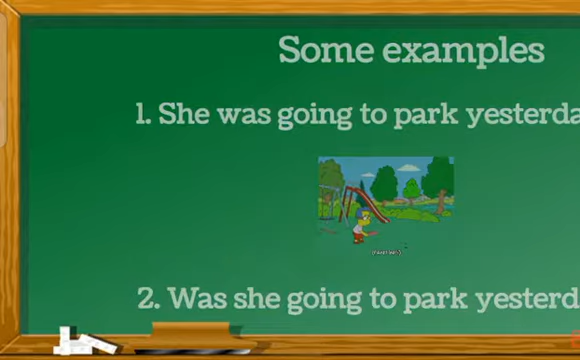 Some examples
1. She was going to park yesterda
2. Was she going to park yesterd